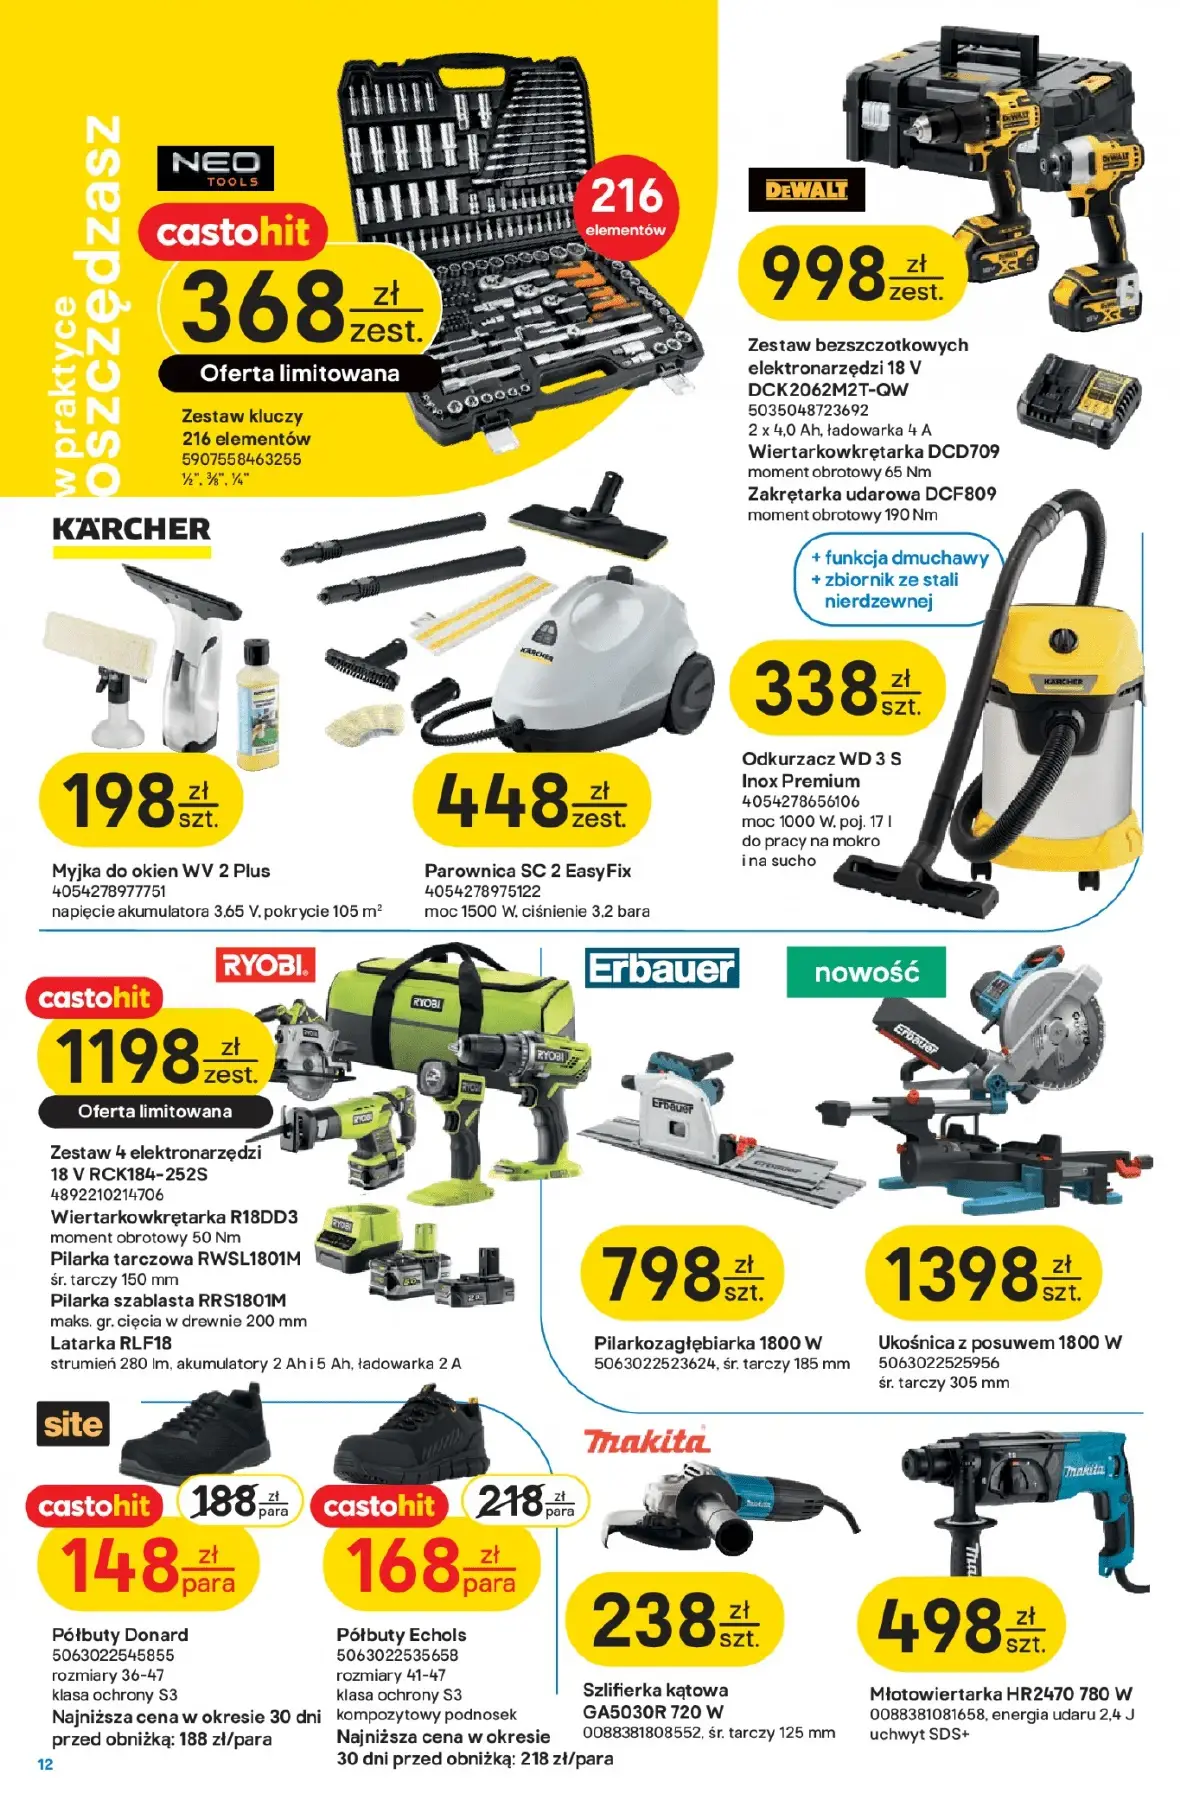 w praktyce
oszczędzasz
NEO
TOOLS
castohit
368 zł
zest.
Oferta limitowana
216
elementów
Zestaw kluczy
216 elementów
5907558463255
½", ⅜", ¼"
DEWALT
998 zł
zest.
Zestaw bezszczotkowych
elektronarzędzi 18 V
DCK2062M2T-QW
5035048723692
2 x 4,0 Ah, ładowarka 4 A
Wiertarkowkrętarka DCD709
moment obrotowy 65 Nm
Zakrętarka udarowa DCF809
moment obrotowy 190 Nm
KÄRCHER
198 zł
szt.
Myjka do okien WV 2 Plus
4054278977751
napięcie akumulatora 3,65 V, pokrycie 105 m²
KÄRCHER
448 zł
zest.
Parownica SC 2 EasyFix
4054278975122
moc 1500 W, ciśnienie 3,2 bara
+ funkcja dmuchawy
+ zbiornik ze stali
nierdzewnej
KÄRCHER
338 zł
szt.
Odkurzacz WD 3 S
Inox Premium
4054278656106
moc 1000 W, poj. 17 l
do pracy na mokro
i na sucho
RYOBI
castohit
1198 zł
zest.
Oferta limitowana
Zestaw 4 elektronarzędzi
18 V RCK184-252S
4892210214706
Wiertarkowkrętarka R18DD3
moment obrotowy 50 Nm
Pilarka tarczowa RWSL1801M
śr. tarczy 150 mm
Pilarka szablasta RRS1801M
maks. gr. cięcia w drewnie 200 mm
Latarka RLF18
strumień 280 lm, akumulatory 2 Ah i 5 Ah, ładowarka 2 A
Erbauer
nowość
798 zł
szt.
Pilarkozagłębiarka 1800 W
5063022523624, śr. tarczy 185 mm
1398 zł
szt.
Ukośnica z posuwem 1800 W
5063022525956
śr. tarczy 305 mm
site
castohit
188 zł
para
148 zł
para
Półbuty Donard
5063022545855
rozmiary 36-47
klasa ochrony S3
Najniższa cena w okresie 30 dni
przed obniżką: 188 zł/para
castohit
218 zł
para
168 zł
para
Półbuty Echols
5063022535658
rozmiary 41-47
klasa ochrony S3
kompozytowy podnosek
Najniższa cena w okresie
30 dni przed obniżką: 218 zł/para
makita
238 zł
szt.
Szlifierka kątowa
GA5030R 720 W
0088381808552, śr. tarczy 125 mm
makita
498 zł
szt.
Młotowiertarka HR2470 780 W
0088381081658, energia udaru 2,4 J
uchwyt SDS+
12